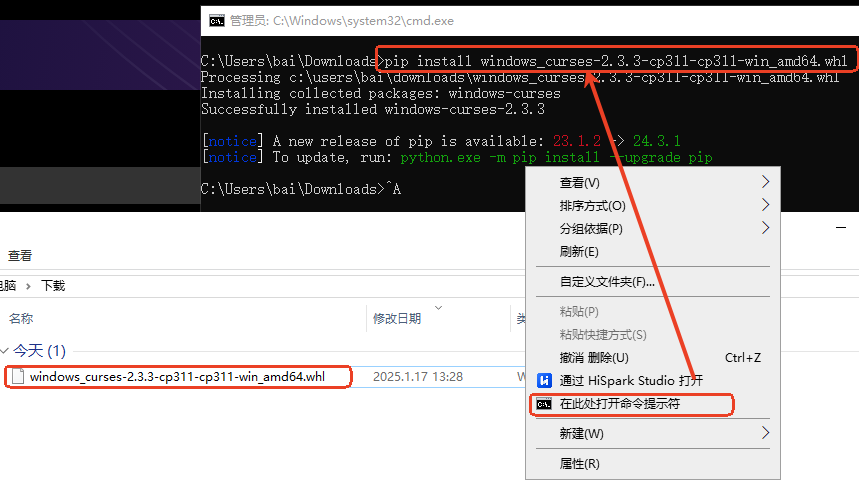 管理员: C:\Windows\system32\cmd.exe
C:\Users\bai\Downloads>pip install windows_curses-2.3.3-cp311-cp311-win_amd64.whl
Processing c:\users\bai\downloads\windows_curses-2.3.3-cp311-cp311-win_amd64.whl
Installing collected packages: windows-curses
Successfully installed windows-curses-2.3.3
[notice] A new release of pip is available: 23.1.2 -> 24.3.1
[notice] To update, run: python.exe -m pip install --upgrade pip
C:\Users\bai\Downloads>^A
查看(V)
排序方式(O)
分组依据(P)
刷新(E)
自定义文件夹(F)...
粘贴(P)
粘贴快捷方式(S)
撤消 删除(U) Ctrl+Z
通过 HiSpark Studio 打开
在此处打开命令提示符
新建(W)
属性(R)
查看
电脑 › 下载
名称 修改日期 类
今天 (1)
windows_curses-2.3.3-cp311-cp311-win_amd64.whl 2025.1.17 13:28 W